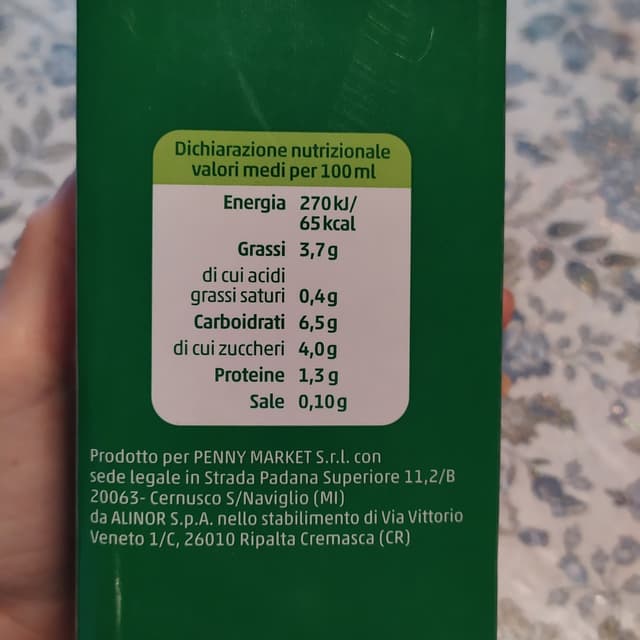 Dichiarazione nutrizionale
valori medi per 100 ml
Energia 270 kJ/
65 kcal
Grassi 3,7 g
di cui acidi
grassi saturi 0,4 g
Carboidrati 6,5 g
di cui zuccheri 4,0 g
Proteine 1,3 g
Sale 0,10 g
Prodotto per PENNY MARKET S.r.l. con
sede legale in Strada Padana Superiore 11,2/B
20063- Cernusco S/Naviglio (MI)
da ALINOR S.p.A. nello stabilimento di Via Vittorio
Veneto 1/C, 26010 Ripalta Cremasca (CR)